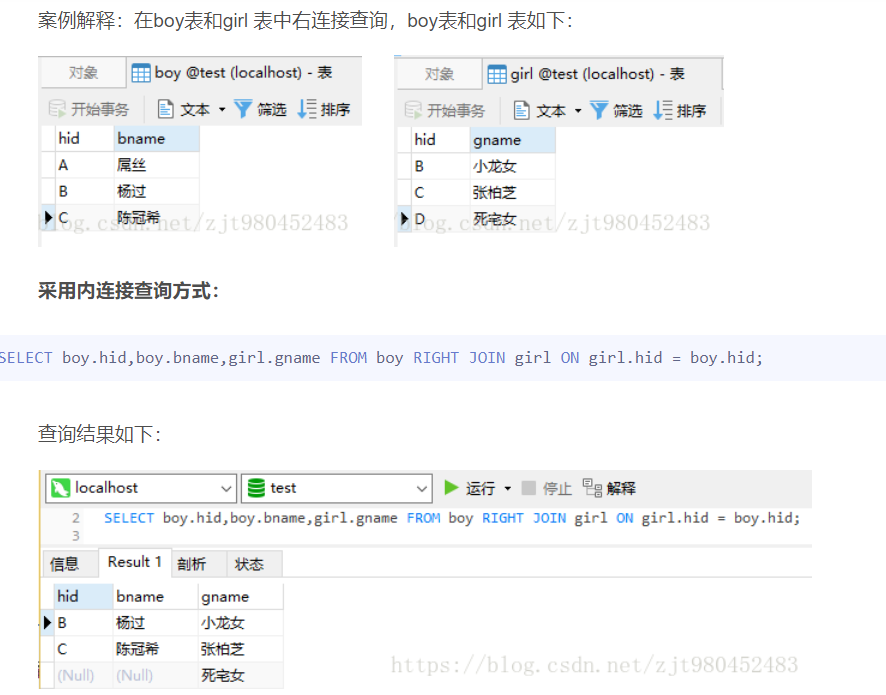 案例解释：在boy表和girl 表中右连接查询，boy表和girl 表如下：
对象 boy @test (localhost) - 表
开始事务 文本 筛选 排序
hid bname
A 屌丝
B 杨过
C 陈冠希
blog.csdn.net/zjt980452483
对象 girl @test (localhost) - 表
开始事务 文本 筛选 排序
hid gname
B 小龙女
C 张柏芝
D 死宅女
blog.csdn.net/zjt980452483
采用内连接查询方式：
SELECT boy.hid,boy.bname,girl.gname FROM boy RIGHT JOIN girl ON girl.hid = boy.hid;
查询结果如下：
localhost test 运行 停止 解释
2 SELECT boy.hid,boy.bname,girl.gname FROM boy RIGHT JOIN girl ON girl.hid = boy.hid;
3
信息 Result 1 剖析 状态
hid bname gname
B 杨过 小龙女
C 陈冠希 张柏芝
(Null) (Null) 死宅女
https://blog.csdn.net/zjt980452483